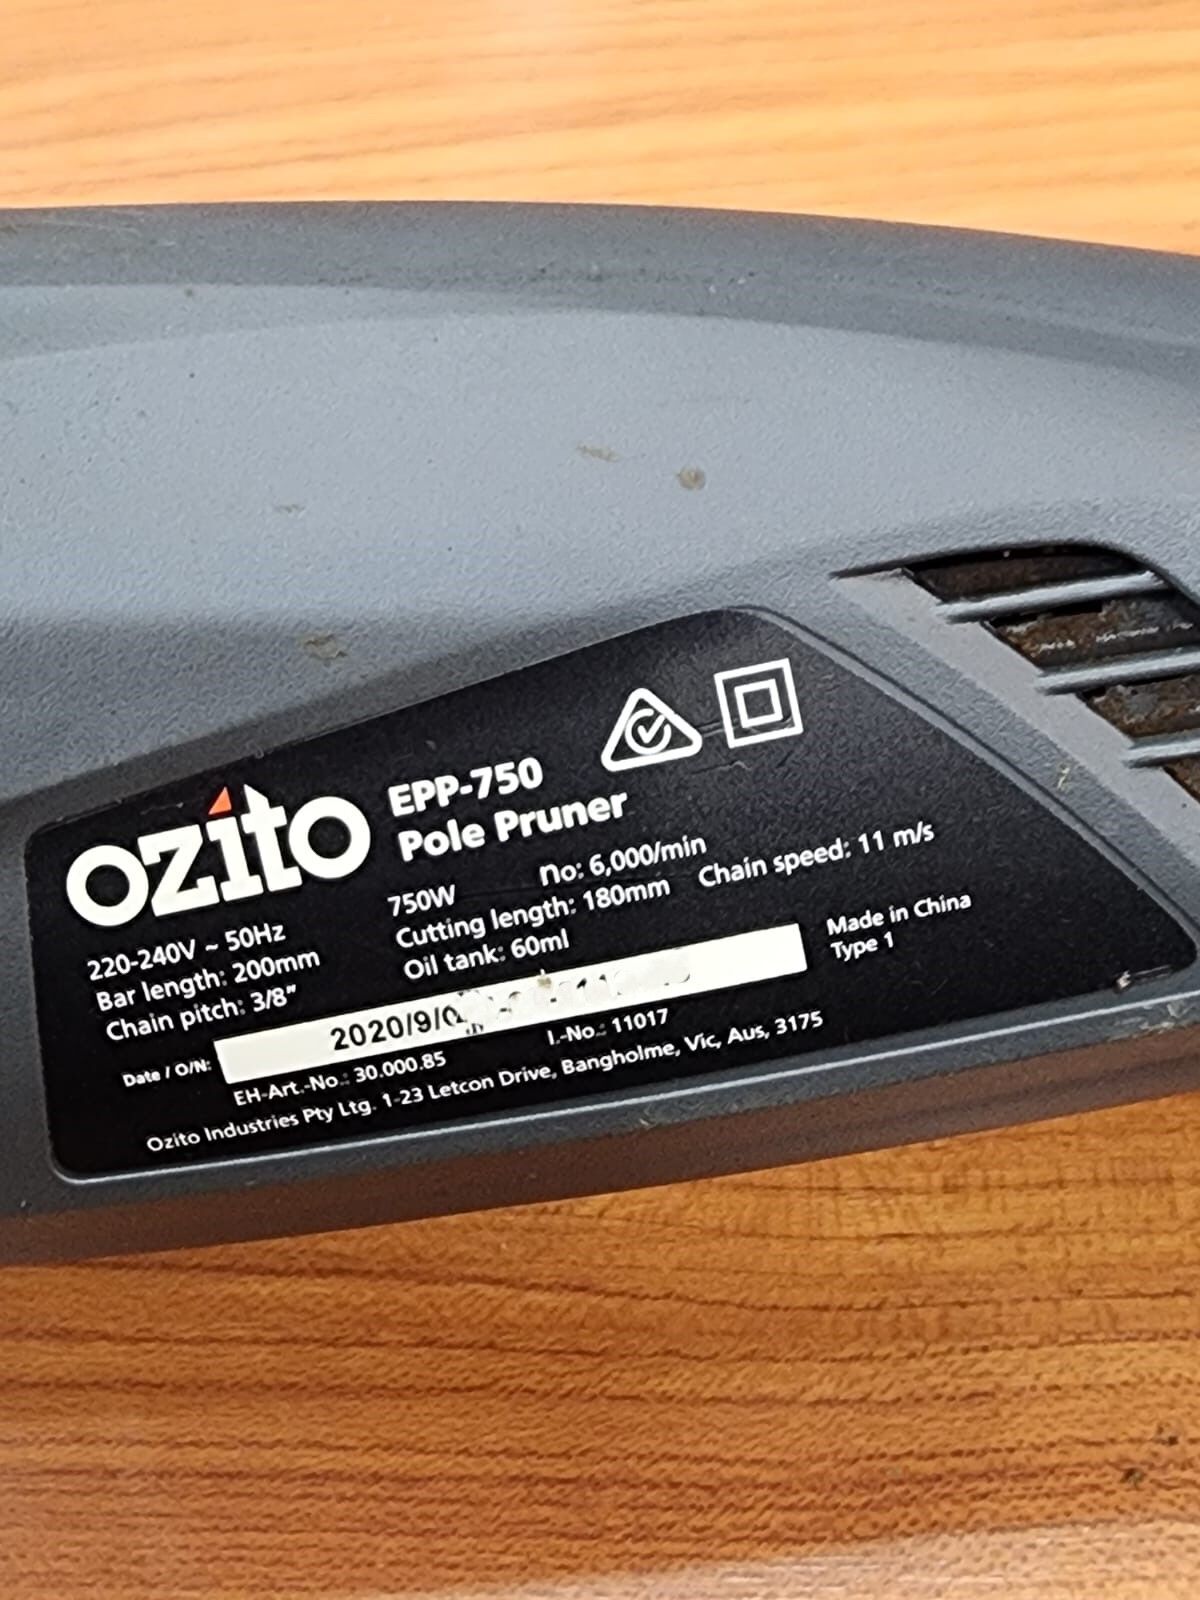 ozito
EPP-750
Pole Pruner
220-240V ~ 50Hz
750W
no: 6,000/min
Bar length: 200mm
Cutting length: 180mm
Chain speed: 11 m/s
Chain pitch: 3/8"
Oil tank: 60ml
Made in China
Type 1
Date / O/N:
2020/9/
EH-Art.-No.: 30.000.85
I.-No.: 11017
Ozito Industries Pty Ltg. 1-23 Letcon Drive, Bangholme, Vic, Aus, 3175